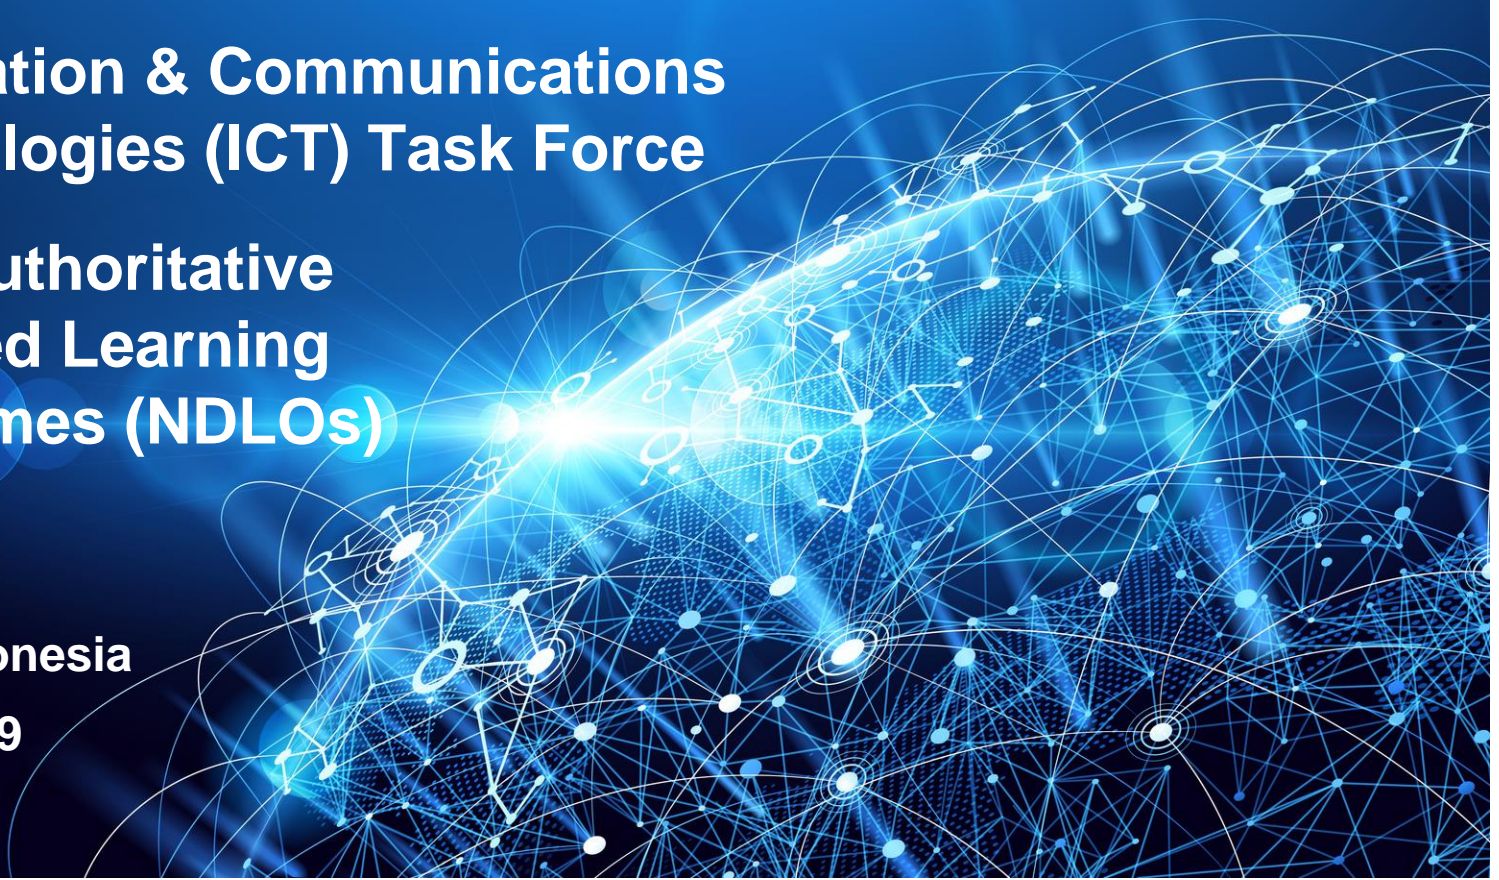 ation & Communications
logies (ICT) Task Force
uthoritative
ed Learning
mes (NDLOs)
onesia
9